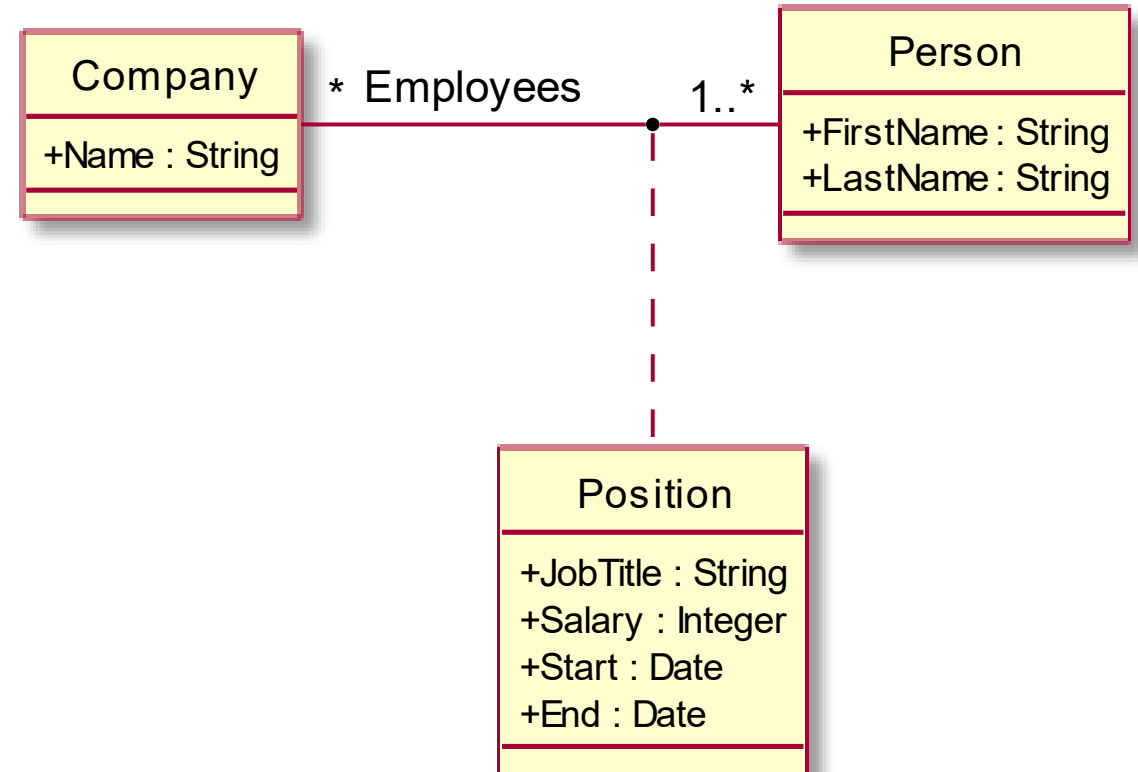 Company
+Name : String
* Employees
1..*
Person
+FirstName : String
+LastName : String
Position
+JobTitle : String
+Salary : Integer
+Start : Date
+End : Date